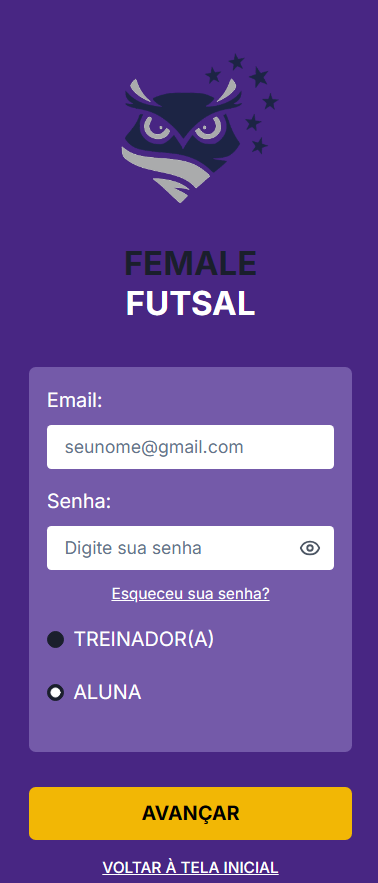 FEMALE
FUTSAL
Email:
seunome@gmail.com
Senha:
Digite sua senha
Esqueceu sua senha?
TREINADOR(A)
ALUNA
AVANÇAR
VOLTAR À TELA INICIAL